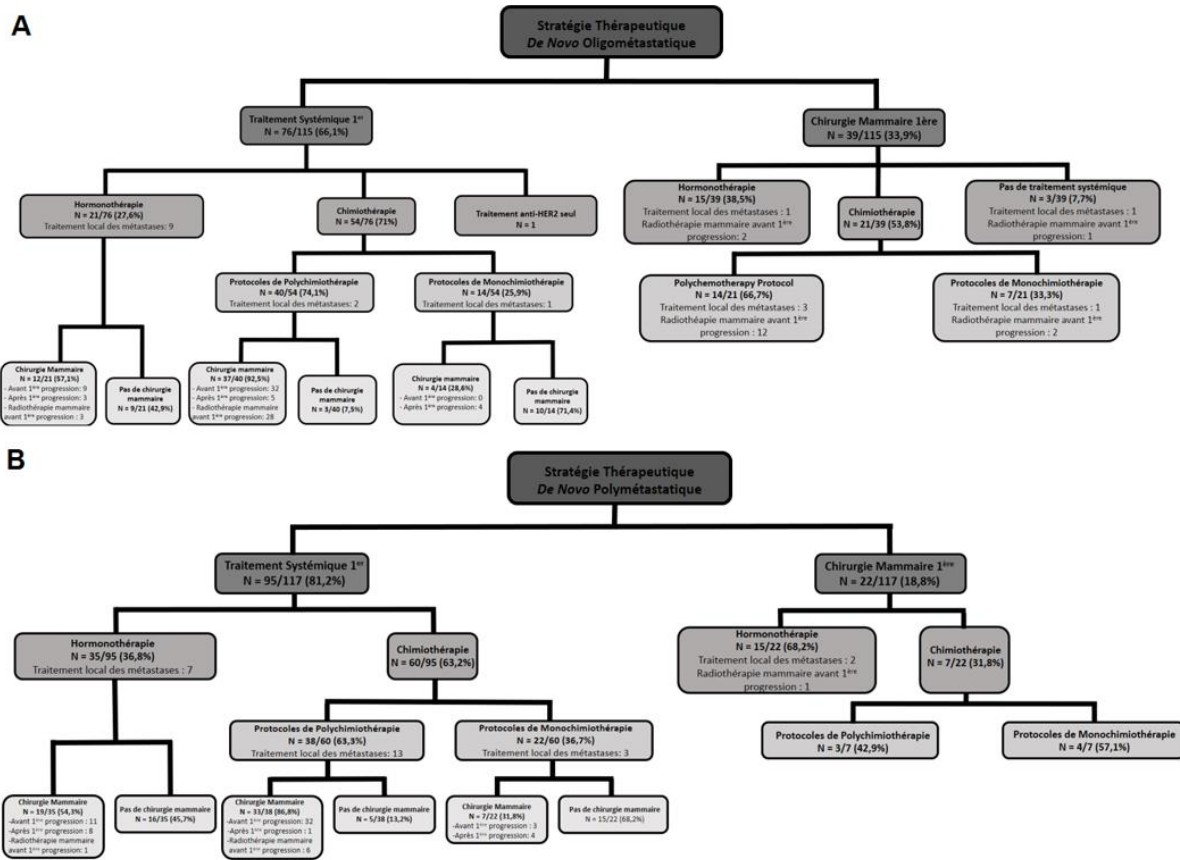 A
Stratégie Thérapeutique
De Novo Oligométastatique
Traitement Systémique 1er
N = 76/115 (66,1%)
Chirurgie Mammaire 1ère
N = 39/115 (33,9%)
Hormonothérapie
N = 21/76 (27,6%)
Traitement local des métastases: 9
Chimiothérapie
N = 54/76 (71%)
Traitement anti-HER2 seul
N = 1
Hormonothérapie
N = 15/39 (38,5%)
Traitement local des métastases : 1
Radiothérapie mammaire avant 1ère
progression: 2
Chimiothérapie
N = 21/39 (53,8%)
Pas de traitement systémique
N = 3/39 (7,7%)
Traitement local des métastases : 1
Radiothérapie mammaire avant 1ère
progression: 1
Protocoles de Polychimiothérapie
N = 40/54 (74,1%)
Traitement local des métastases: 2
Protocoles de Monochimiothérapie
N = 14/54 (25,9%)
Traitement local des métastases: 1
Polychemotherapy Protocol
N = 14/21 (66,7%)
Traitement local des métastases : 3
Radiothéapie mammaire avant 1ère
progression : 12
Protocoles de Monochimiothérapie
N = 7/21 (33,3%)
Traitement local des métastases : 1
Radiothérapie mammaire avant 1ère
progression : 2
Chirurgie Mammaire
N = 12/21 (57,1%)
- Avant 1ère progression: 9
- Après 1ère progression: 3
- Radiothérapie mammaire
avant 1ère progression : 3
Pas de chirurgie
mammaire
N = 9/21 (42,9%)
Chirurgie mammaire
N = 37/40 (92,5%)
- Avant 1ère progression: 32
- Après 1ère progression: 5
- Radiothérapie mammaire
avant 1ère progression: 28
Pas de chirurgie
mammaire
N = 3/40 (7,5%)
Chirurgie mammaire
N = 4/14 (28,6%)
- Avant 1ère progression: 0
- Après 1ère progression: 4
Pas de chirurgie
mammaire
N = 10/14 (71,4%)
B
Stratégie Thérapeutique
De Novo Polymétastatique
Traitement Systémique 1er
N = 95/117 (81,2%)
Chirurgie Mammaire 1ère
N = 22/117 (18,8%)
Hormonothérapie
N = 35/95 (36,8%)
Traitement local des métastases : 7
Chimiothérapie
N = 60/95 (63,2%)
Hormonothérapie
N = 15/22 (68,2%)
Traitement local des métastases : 2
Radiothérapie mammaire avant 1ère
progression : 1
Chimiothérapie
N = 7/22 (31,8%)
Protocoles de Polychimiothérapie
N = 38/60 (63,3%)
Traitement local des métastases: 13
Protocoles de Monochimiothérapie
N = 22/60 (36,7%)
Traitement local des métastases: 3
Protocoles de Polychimiothérapie
N = 3/7 (42,9%)
Protocoles de Monochimiothérapie
N = 4/7 (57,1%)
Chirurgie Mammaire
N = 19/35 (54,3%)
-Avant 1ère progression : 11
-Après 1ère progression : 8
-Radiothérapie mammaire
avant 1ère progression: 1
Pas de chirurgie mammaire
N = 16/35 (45,7%)
Chirurgie Mammaire
N = 33/38 (86,8%)
-Avant 1ère progression : 32
-Après 1ère progression : 1
-Radiothérapie mammaire
avant 1ère progression : 6
Pas de chirurgie mammaire
N = 5/38 (13,2%)
Chirurgie Mammaire
N = 7/22 (31,8%)
-Avant 1ère progression : 3
-Après 1ère progression : 4
Pas de chirurgie mammaire
N = 15/22 (68,2%)